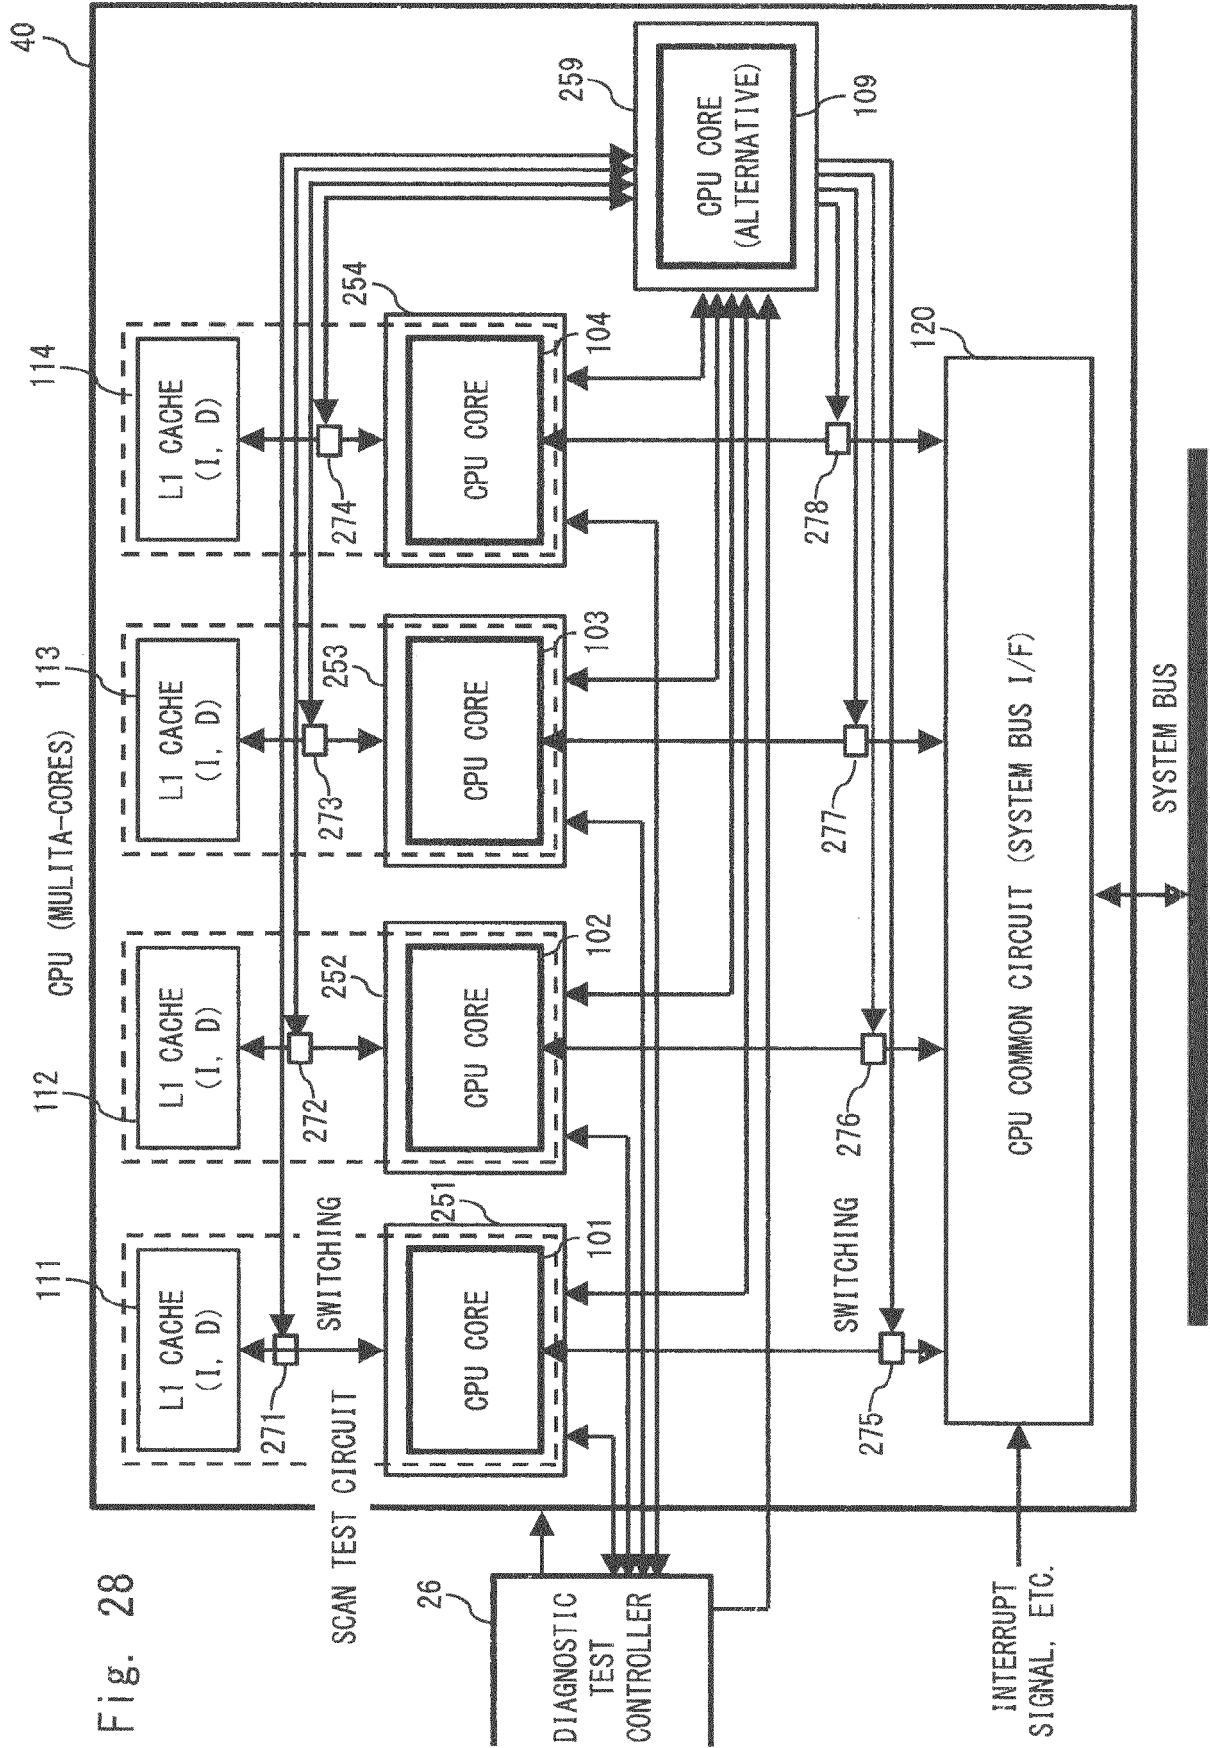 Fig. 28
CPU (MULITA-CORES)
40
111
112
113
114
L1 CACHE
(I, D)
L1 CACHE
(I, D)
L1 CACHE
(I, D)
L1 CACHE
(I, D)
271
272
273
274
SWITCHING
SCAN TEST CIRCUIT
251
252
253
254
259
CPU CORE
CPU CORE
CPU CORE
CPU CORE
101
102
103
104
CPU CORE
(ALTERNATIVE)
109
26
DIAGNOSTIC
TEST
CONTROLLER
SWITCHING
275
276
277
278
120
CPU COMMON CIRCUIT (SYSTEM BUS I/F)
INTERRUPT
SIGNAL, ETC.
SYSTEM BUS